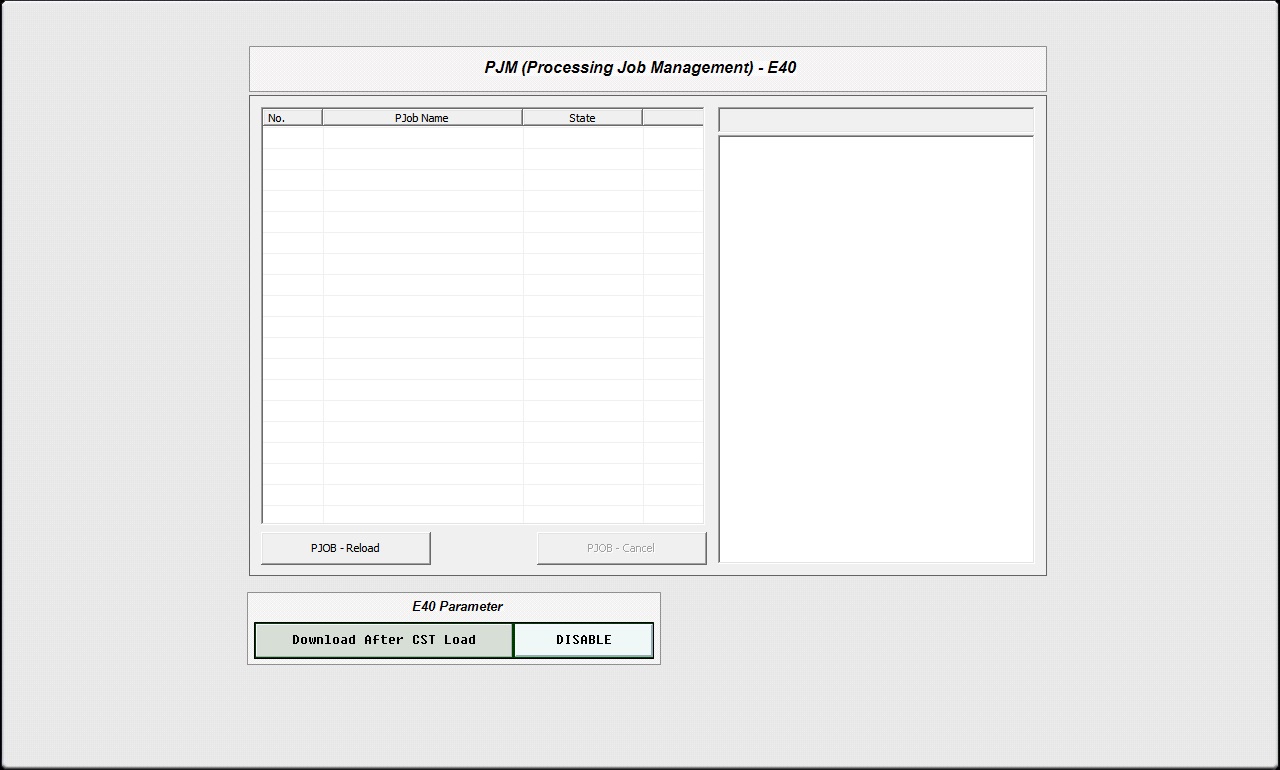 PJM (Processing Job Management) - E40
No. PJob Name State
PJOB - Reload PJOB - Cancel
E40 Parameter
Download After CST Load DISABLE